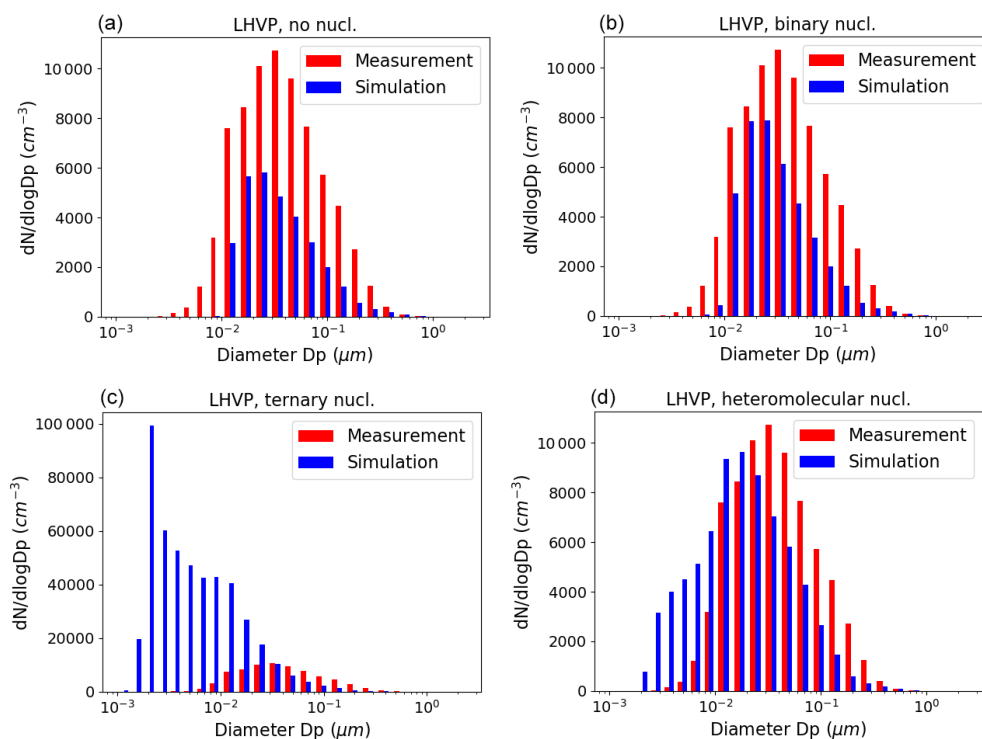 (a)
LHVP, no nucl.
10 000
8000
6000
4000
2000
0
dN/dlogDp (cm⁻³)
Measurement
Simulation
10⁻³
10⁻²
10⁻¹
10⁰
Diameter Dp (μm)
(b)
LHVP, binary nucl.
10 000
8000
6000
4000
2000
0
dN/dlogDp (cm⁻³)
Measurement
Simulation
10⁻³
10⁻²
10⁻¹
10⁰
Diameter Dp (μm)
(c)
LHVP, ternary nucl.
100 000
80000
60000
40000
20000
0
dN/dlogDp (cm⁻³)
Measurement
Simulation
10⁻³
10⁻²
10⁻¹
10⁰
Diameter Dp (μm)
(d)
LHVP, heteromolecular nucl.
10 000
8000
6000
4000
2000
0
dN/dlogDp (cm⁻³)
Measurement
Simulation
10⁻³
10⁻²
10⁻¹
10⁰
Diameter Dp (μm)